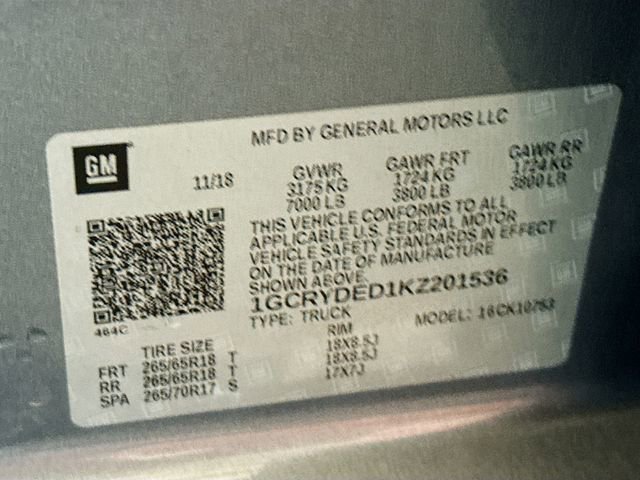 MFD BY GENERAL MOTORS LLC
GM
11/18
GVWR GAWR FRT GAWR RR
3175 KG 1724 KG 1724 KG
7000 LB 3800 LB 3800 LB
THIS VEHICLE CONFORMS TO ALL
APPLICABLE U.S. FEDERAL MOTOR
VEHICLE SAFETY STANDARDS IN EFFECT
ON THE DATE OF MANUFACTURE
SHOWN ABOVE.
1GCRYDED1KZ201536
TYPE: TRUCK MODEL: 16CK10753
464C
TIRE SIZE RIM
FRT 265/65R18 T 18X8.5J
RR 265/65R18 T 18X8.5J
SPA 265/70R17 S 17X7J